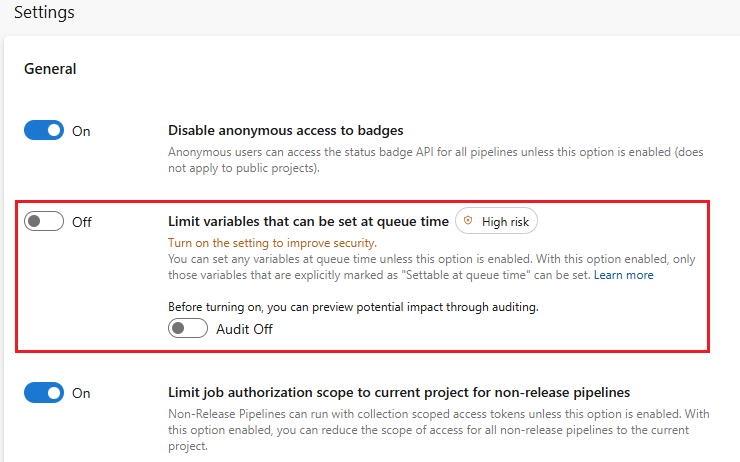 Settings
General
On
Disable anonymous access to badges
Anonymous users can access the status badge API for all pipelines unless this option is enabled (does
not apply to public projects).
Off
Limit variables that can be set at queue time
High risk
Turn on the setting to improve security.
You can set any variables at queue time unless this option is enabled. With this option enabled, only
those variables that are explicitly marked as "Settable at queue time" can be set. Learn more
Before turning on, you can preview potential impact through auditing.
Audit Off
On
Limit job authorization scope to current project for non-release pipelines
Non-Release Pipelines can run with collection scoped access tokens unless this option is enabled. With
this option enabled, you can reduce the scope of access for all non-release pipelines to the current
project.